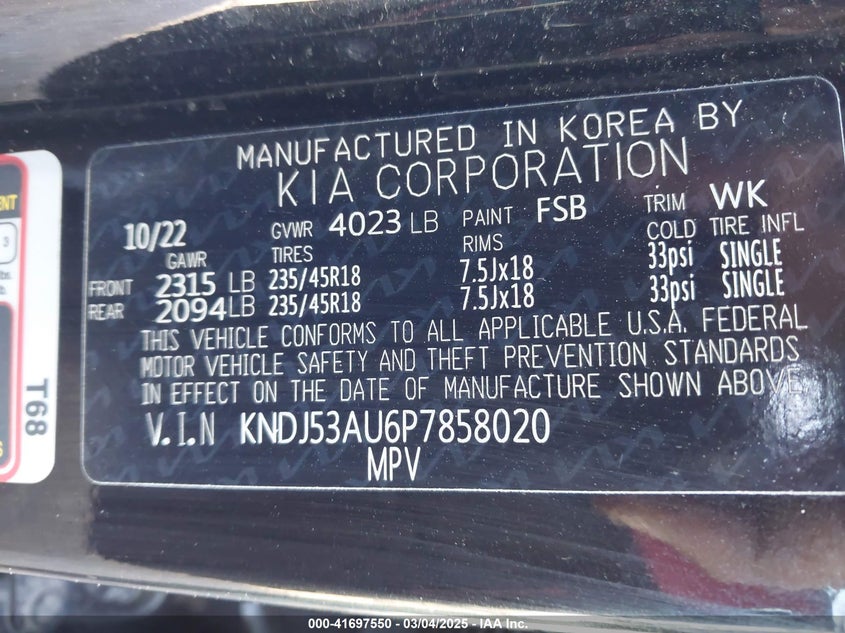 MANUFACTURED IN KOREA BY
KIA CORPORATION
10/22 GVWR 4023 LB PAINT FSB TRIM WK
GAWR TIRES RIMS COLD TIRE INFL
FRONT 2315 LB 235/45R18 7.5Jx18 33psi SINGLE
REAR 2094 LB 235/45R18 7.5Jx18 33psi SINGLE
THIS VEHICLE CONFORMS TO ALL APPLICABLE U.S.A. FEDERAL
MOTOR VEHICLE SAFETY AND THEFT PREVENTION STANDARDS
IN EFFECT ON THE DATE OF MANUFACTURE SHOWN ABOVE.
V.I.N KNDJ53AU6P7858020
MPV
T68
000-41697550 — 03/04/2025 — IAA Inc.